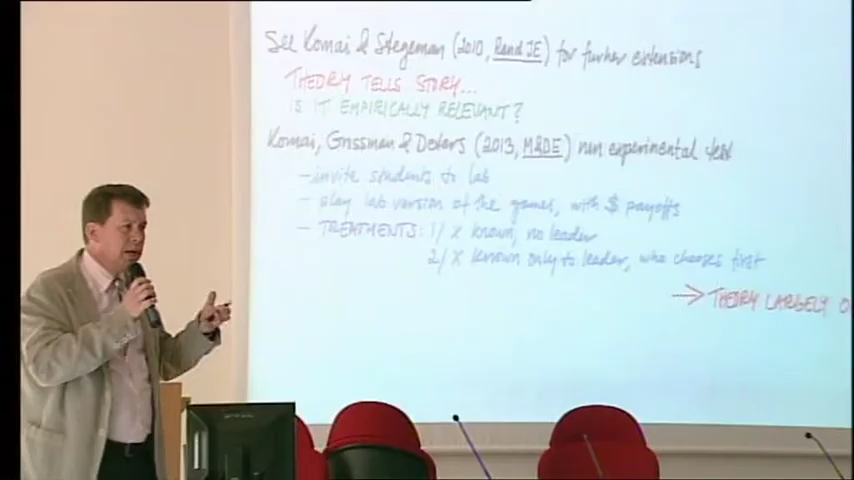 See Komai & Stegeman (2010, Rand JE) for further extensions
THEORY TELLS STORY...
IS IT EMPIRICALLY RELEVANT?
Komai, Grossman & Deters (2013, M&DE) run experimental test
- invite students to lab
- play lab version of the games, with $ payoffs
- TREATMENTS: 1/ X known, no leader
2/ X known only to leader, who chooses first
→ THEORY LARGELY O